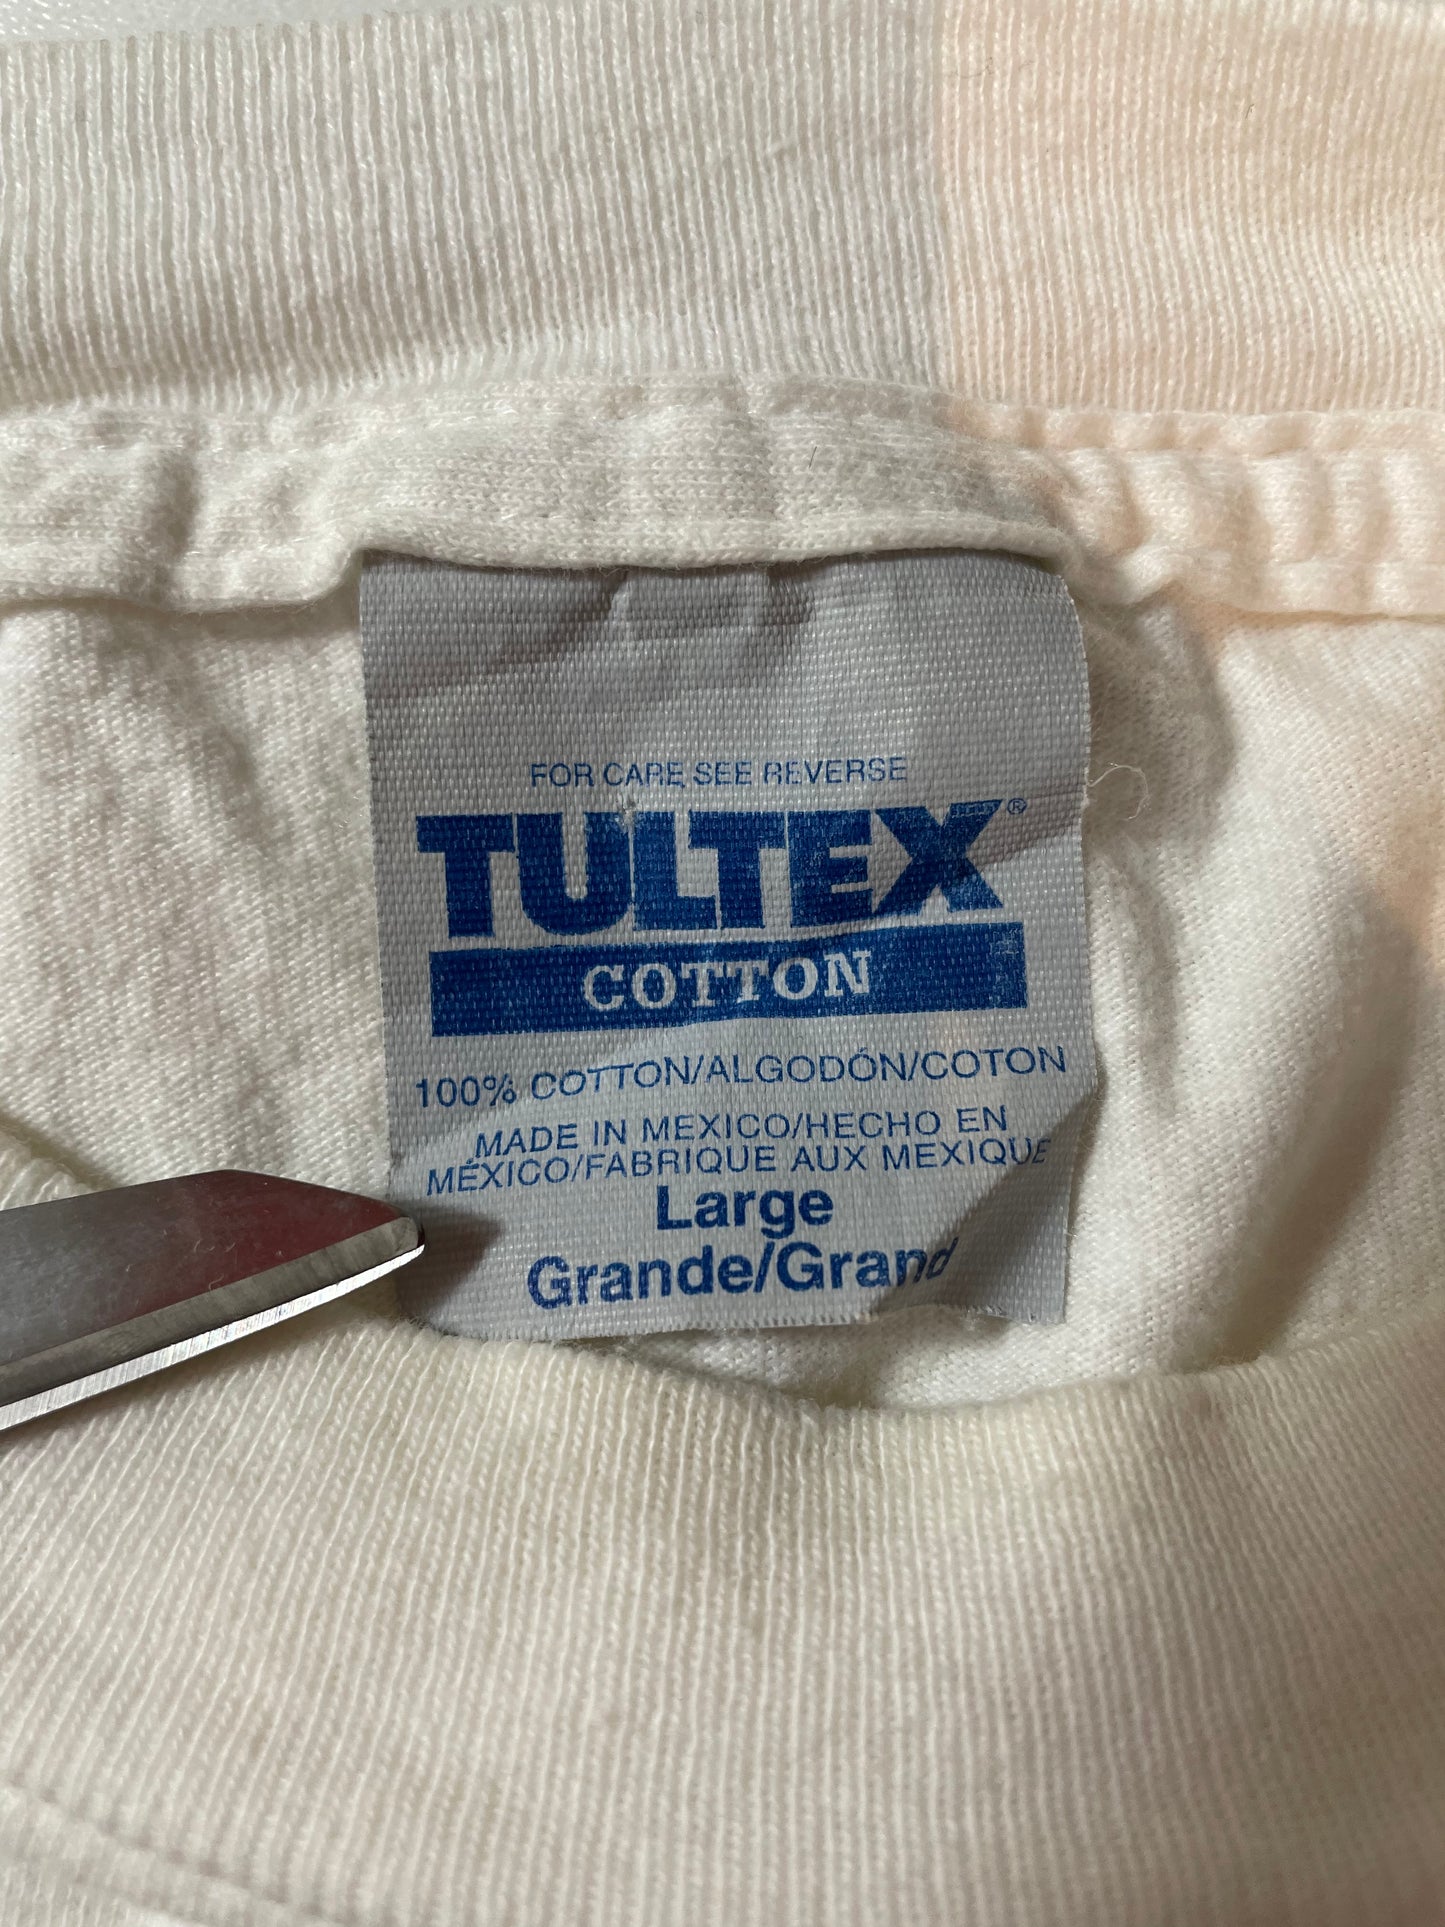 FOR CARE SEE REVERSE
TULTEX®
COTTON
100% COTTON/ALGODÓN/COTON
MADE IN MEXICO/HECHO EN
MÉXICO/FABRIQUE AUX MEXIQUE
Large
Grande/Grand